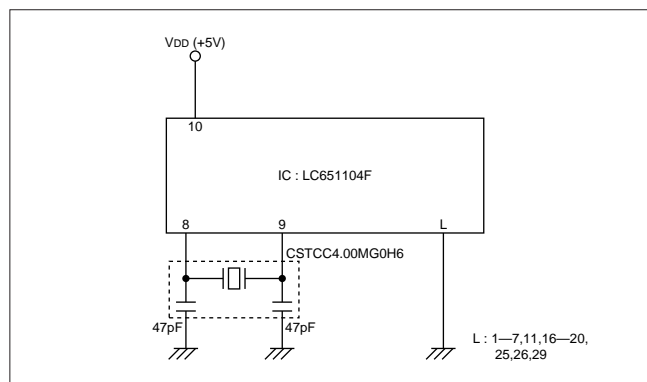 VDD (+5V)
10
IC : LC651104F
8
9
L
CSTCC4.00MG0H6
47pF
47pF
L : 1—7,11,16—20,
25,26,29